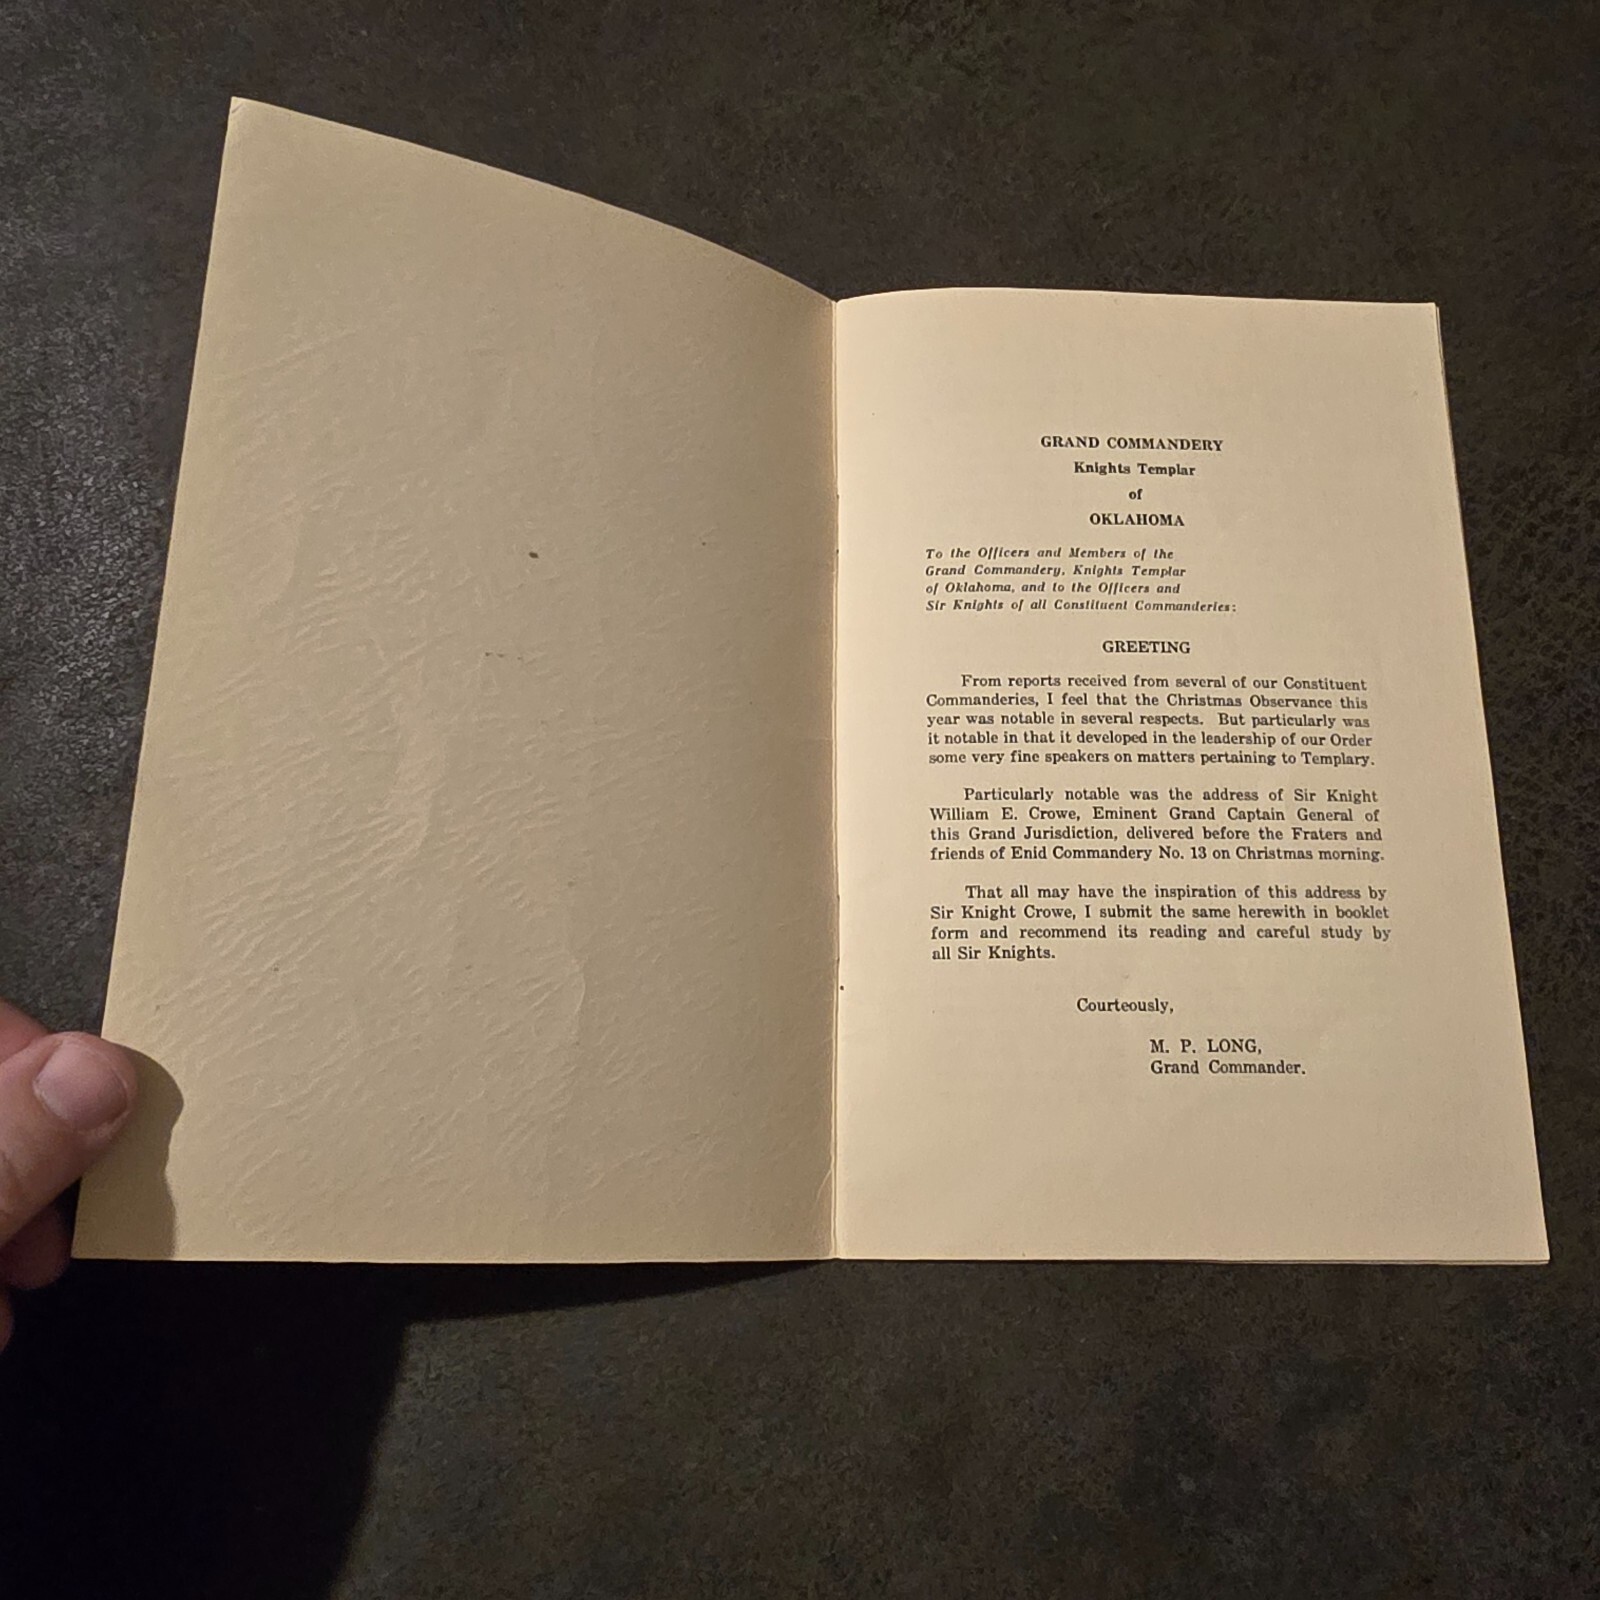 GRAND COMMANDERY
Knights Templar
of
OKLAHOMA
To the Officers and Members of the
Grand Commandery, Knights Templar
of Oklahoma, and to the Officers and
Sir Knights of all Constituent Commanderies:
GREETING
From reports received from several of our Constituent
Commanderies, I feel that the Christmas Observance this
year was notable in several respects. But particularly was
it notable in that it developed in the leadership of our Order
some very fine speakers on matters pertaining to Templary.
Particularly notable was the address of Sir Knight
William E. Crowe, Eminent Grand Captain General of
this Grand Jurisdiction, delivered before the Fraters and
friends of Enid Commandery No. 13 on Christmas morning.
That all may have the inspiration of this address by
Sir Knight Crowe, I submit the same herewith in booklet
form and recommend its reading and careful study by
all Sir Knights.
Courteously,
M. P. LONG,
Grand Commander.